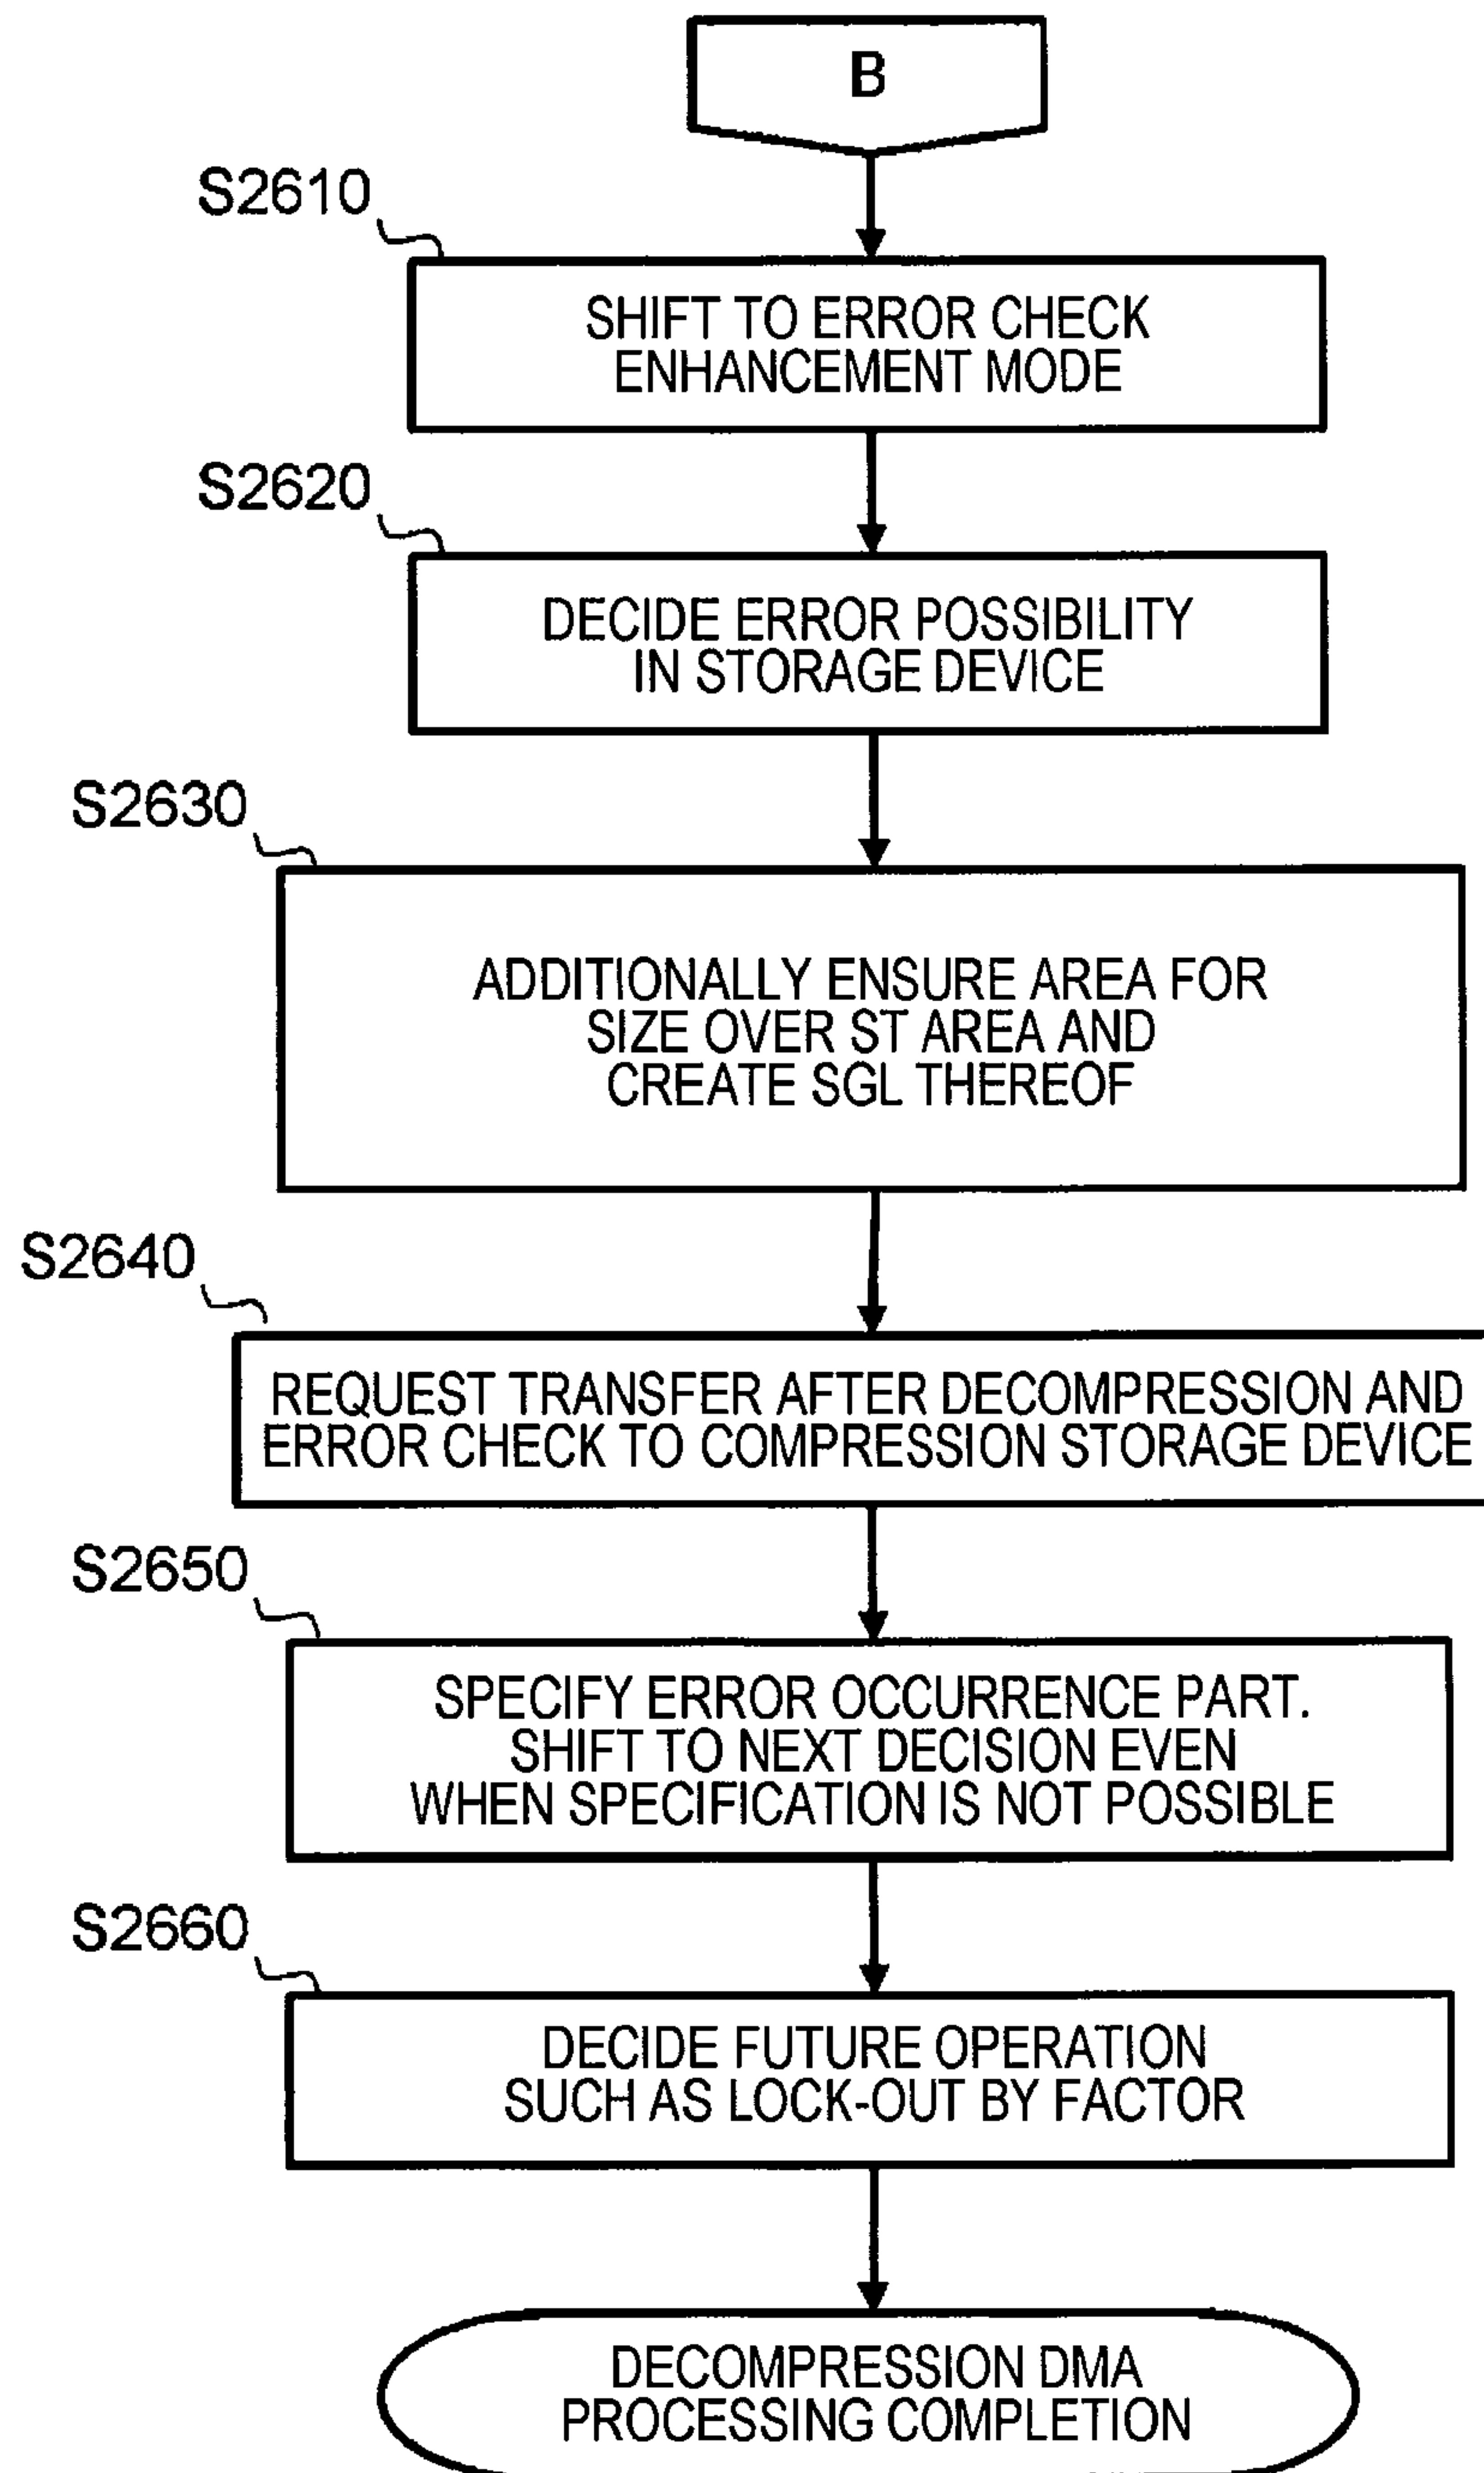 B
S2610
SHIFT TO ERROR CHECK
ENHANCEMENT MODE
S2620
DECIDE ERROR POSSIBILITY
IN STORAGE DEVICE
S2630
ADDITIONALLY ENSURE AREA FOR
SIZE OVER ST AREA AND
CREATE SGL THEREOF
S2640
REQUEST TRANSFER AFTER DECOMPRESSION AND
ERROR CHECK TO COMPRESSION STORAGE DEVICE
S2650
SPECIFY ERROR OCCURRENCE PART.
SHIFT TO NEXT DECISION EVEN
WHEN SPECIFICATION IS NOT POSSIBLE
S2660
DECIDE FUTURE OPERATION
SUCH AS LOCK-OUT BY FACTOR
DECOMPRESSION DMA
PROCESSING COMPLETION